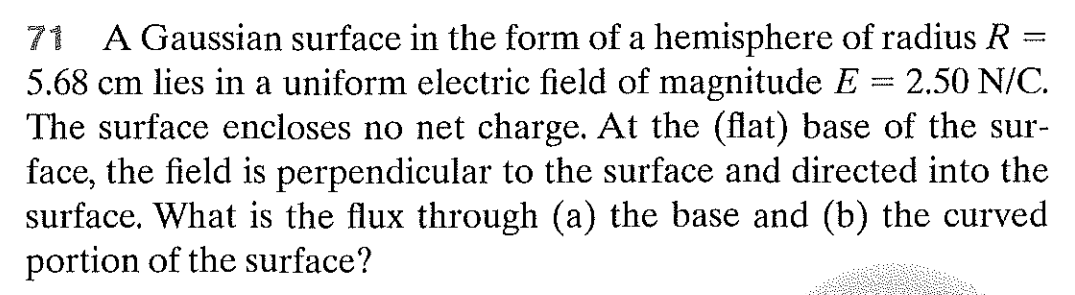 71 A Gaussian surface in the form of a hemisphere of radius R =
5.68 cm lies in a uniform electric field of magnitude E = 2.50 N/C.
The surface encloses no net charge. At the (flat) base of the sur-
face, the field is perpendicular to the surface and directed into the
surface. What is the flux through (a) the base and (b) the curved
portion of the surface?